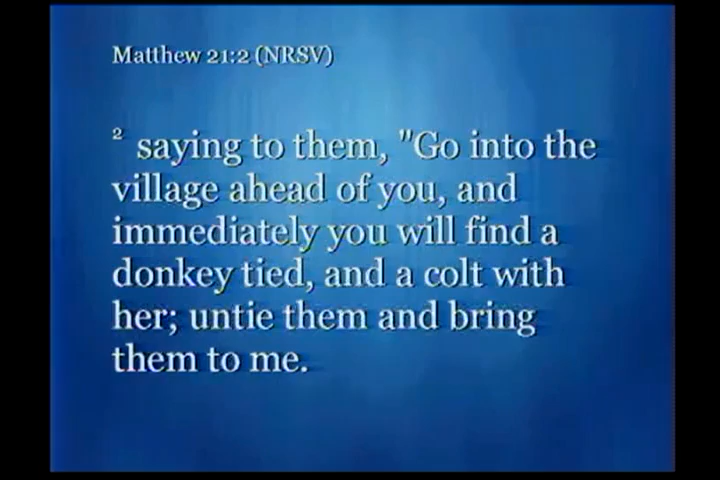 Matthew 21:2 (NRSV)
2 saying to them, "Go into the
village ahead of you, and
immediately you will find a
donkey tied, and a colt with
her; untie them and bring
them to me.